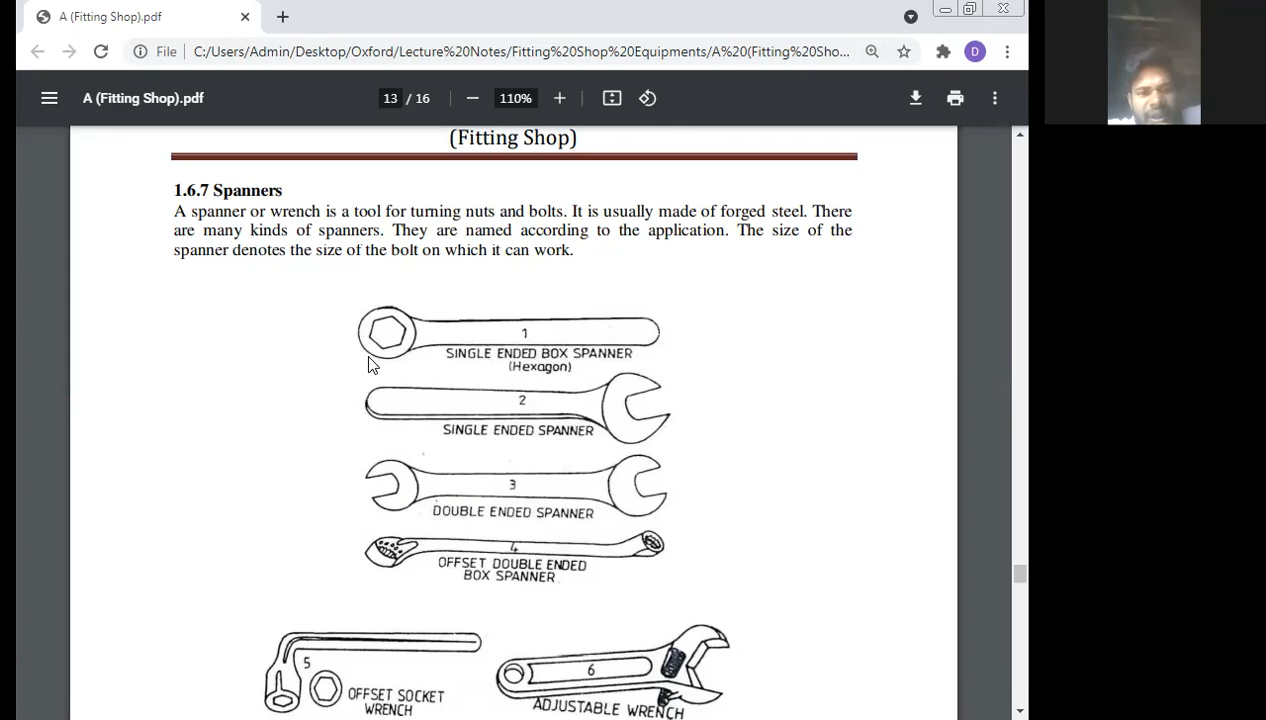 A (Fitting Shop).pdf
File
C:/Users/Admin/Desktop/Oxford/Lecture%20Notes/Fitting%20Shop%20Equipments/A%20(Fitting%20Sho...
D
A (Fitting Shop).pdf
13 / 16
110%
(Fitting Shop)
1.6.7 Spanners
A spanner or wrench is a tool for turning nuts and bolts. It is usually made of forged steel. There
are many kinds of spanners. They are named according to the application. The size of the
spanner denotes the size of the bolt on which it can work.
1
SINGLE ENDED BOX SPANNER
(Hexagon)
2
SINGLE ENDED SPANNER
3
DOUBLE ENDED SPANNER
4
OFFSET DOUBLE ENDED
BOX SPANNER
5
OFFSET SOCKET
WRENCH
6
ADJUSTABLE WRENCH